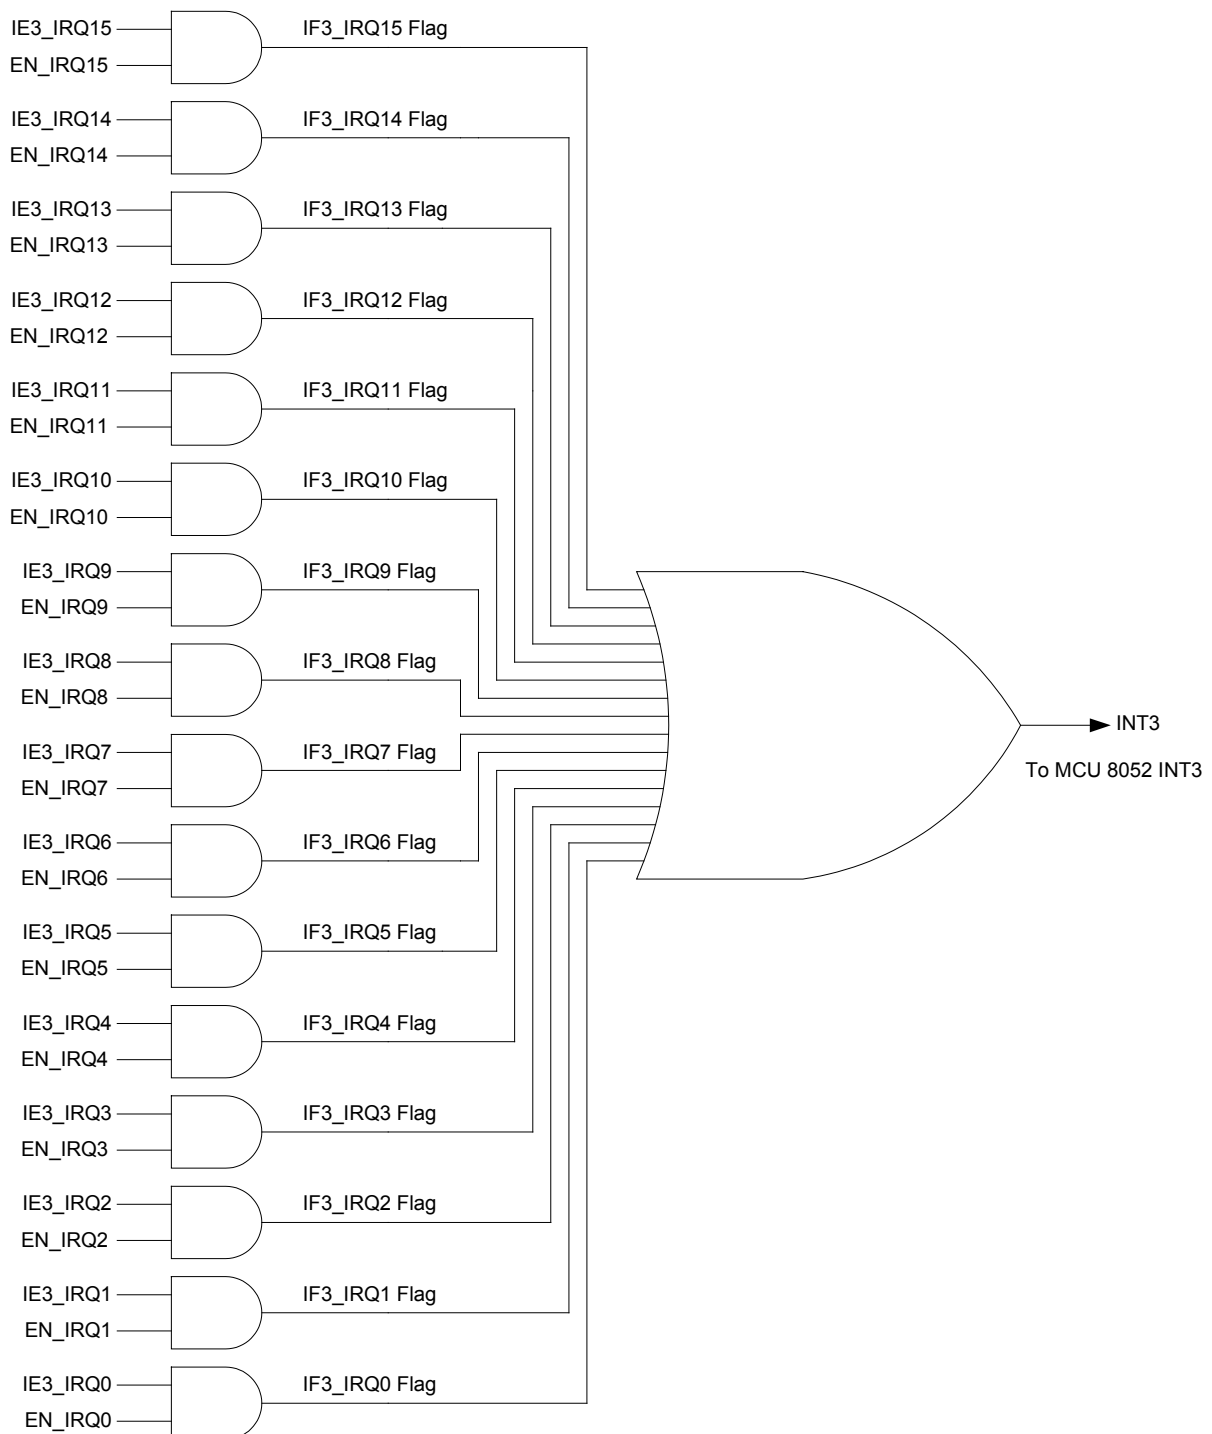 IE3_IRQ15
IF3_IRQ15 Flag
EN_IRQ15
IE3_IRQ14
IF3_IRQ14 Flag
EN_IRQ14
IE3_IRQ13
IF3_IRQ13 Flag
EN_IRQ13
IE3_IRQ12
IF3_IRQ12 Flag
EN_IRQ12
IE3_IRQ11
IF3_IRQ11 Flag
EN_IRQ11
IE3_IRQ10
IF3_IRQ10 Flag
EN_IRQ10
IE3_IRQ9
IF3_IRQ9 Flag
EN_IRQ9
IE3_IRQ8
IF3_IRQ8 Flag
EN_IRQ8
INT3
IE3_IRQ7
IF3_IRQ7 Flag
To MCU 8052 INT3
EN_IRQ7
IE3_IRQ6
IF3_IRQ6 Flag
EN_IRQ6
IE3_IRQ5
IF3_IRQ5 Flag
EN_IRQ5
IE3_IRQ4
IF3_IRQ4 Flag
EN_IRQ4
IE3_IRQ3
IF3_IRQ3 Flag
EN_IRQ3
IE3_IRQ2
IF3_IRQ2 Flag
EN_IRQ2
IE3_IRQ1
IF3_IRQ1 Flag
EN_IRQ1
IE3_IRQ0
IF3_IRQ0 Flag
EN_IRQ0